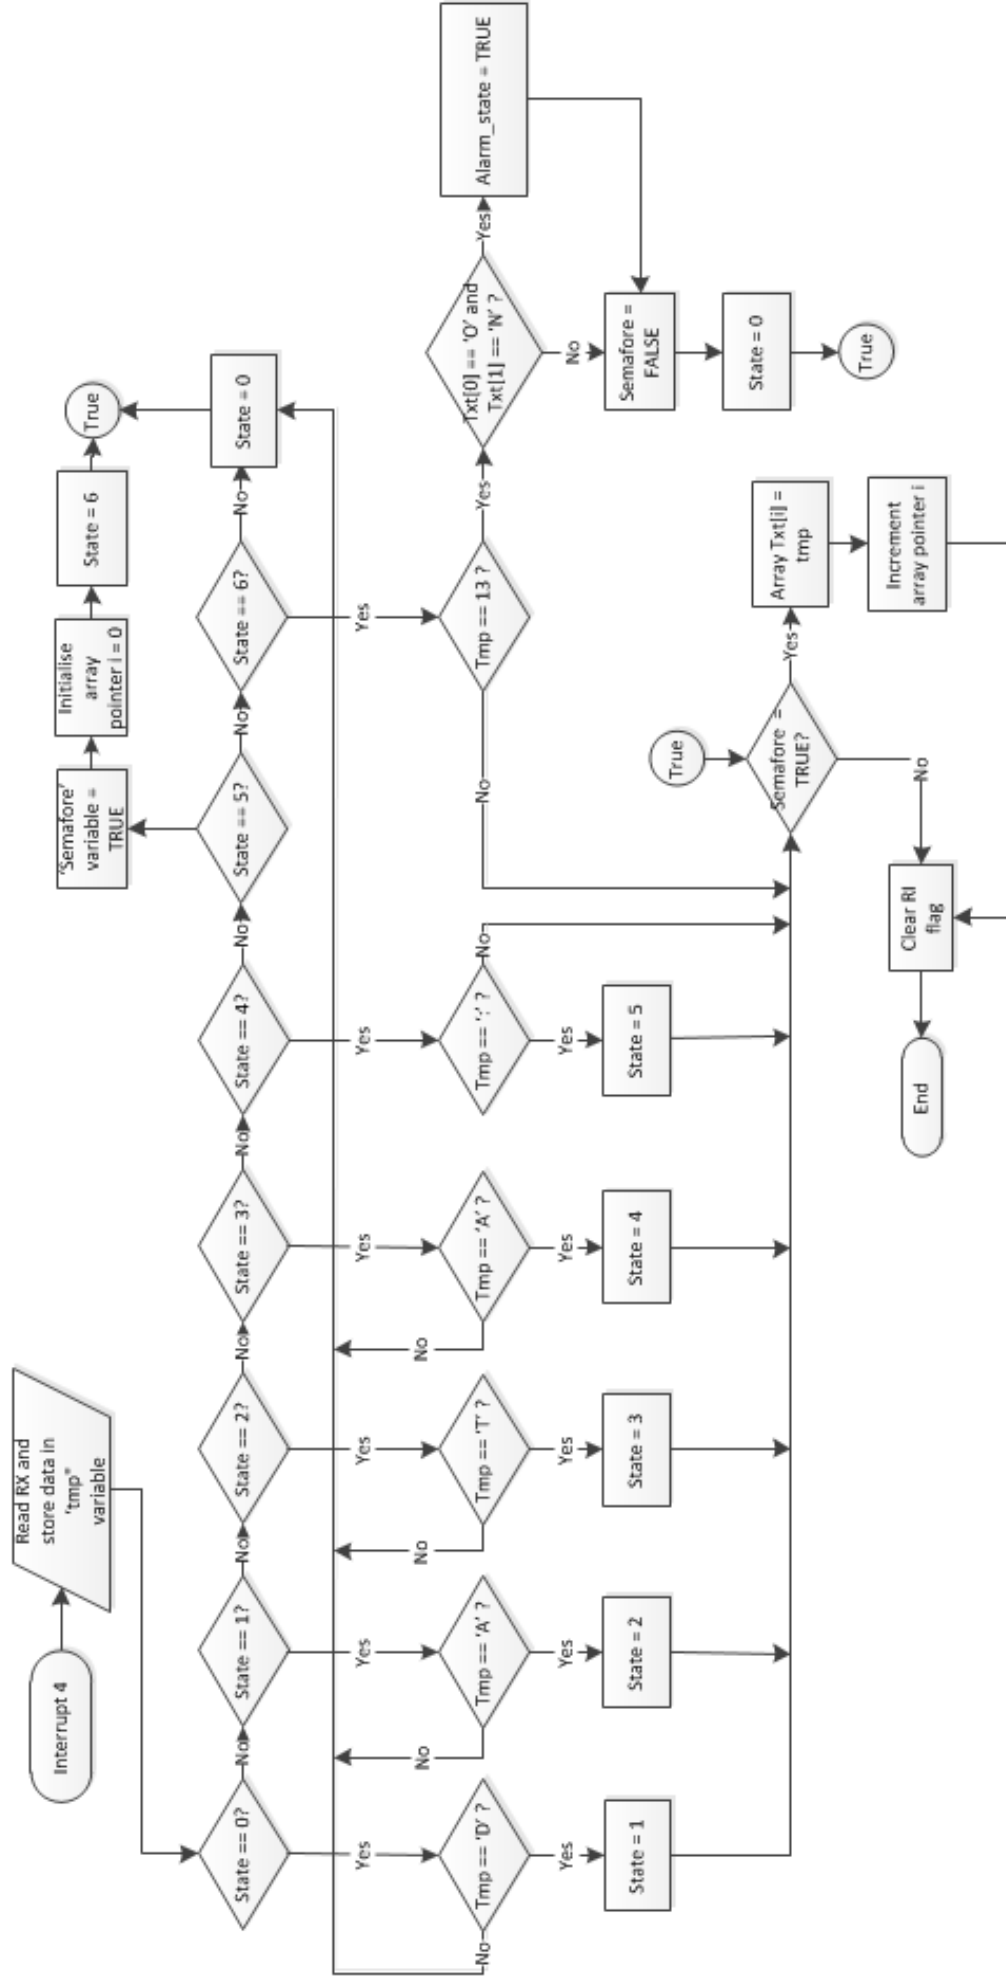 Interrupt 4
Read RX and
store data in
'tmp"
variable
'Semafore'
variable =
TRUE
Initialise
array
pointer i = 0
State = 6
True
State == 0?
No
State == 1?
No
State == 2?
No
State == 3?
No
State == 4?
No
State == 5?
No
State == 6?
No
State = 0
Yes
Yes
Yes
Yes
Yes
Yes
No
No
No
No
Tmp == 'D' ?
Tmp == 'A' ?
Tmp == 'T' ?
Tmp == 'A' ?
Tmp == ':' ?
No
No
Tmp == 13 ?
Yes
Txt[0] == 'O' and
Txt[1] == 'N' ?
Yes
Alarm_state = TRUE
Yes
Yes
Yes
Yes
Yes
No
State = 1
State = 2
State = 3
State = 4
State = 5
Semafore =
FALSE
State = 0
True
True
Semafore =
TRUE?
Yes
Array Txt[i] =
tmp
Increment
array pointer i
No
Clear RI
flag
End